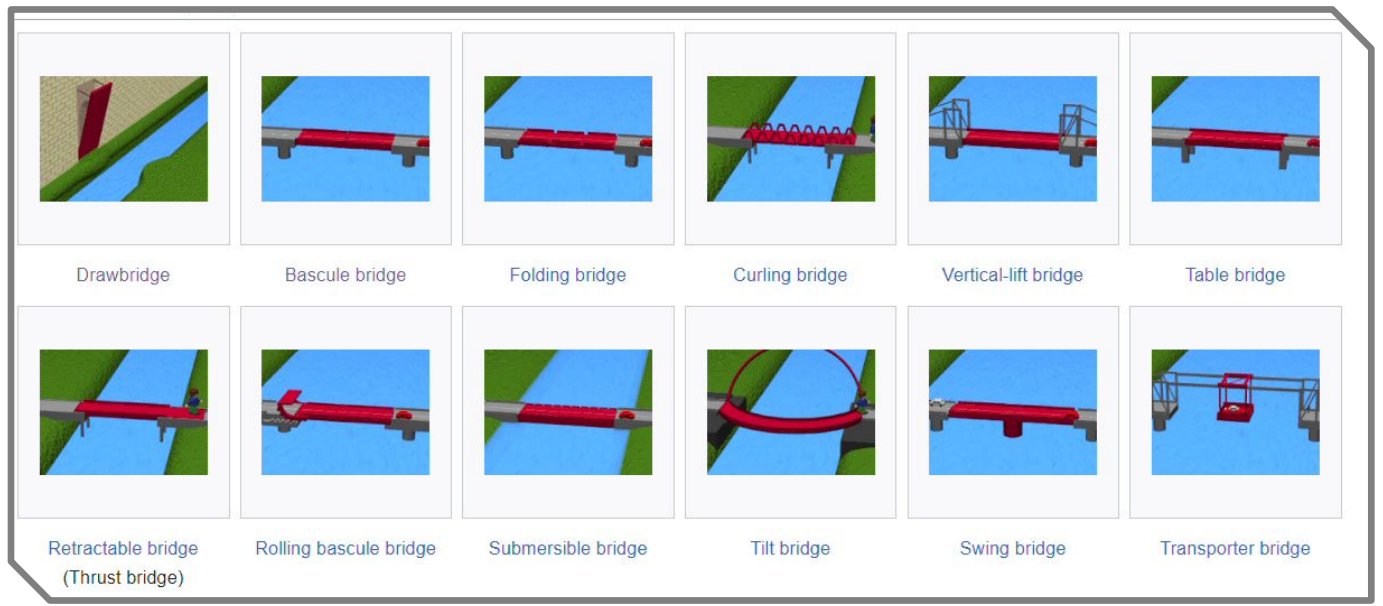 Drawbridge
Bascule bridge
Folding bridge
Curling bridge
Vertical-lift bridge
Table bridge
Retractable bridge
(Thrust bridge)
Rolling bascule bridge
Submersible bridge
Tilt bridge
Swing bridge
Transporter bridge